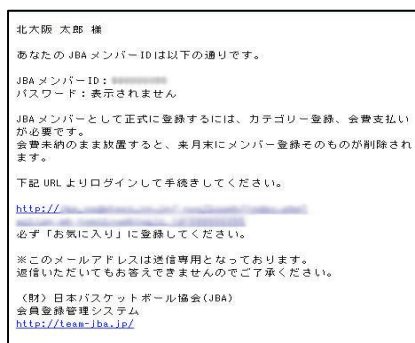 北大阪 太郎 様
あなたの JBA メンバーIDは以下の通りです。
JBA メンバーID：
パスワード：表示されません
JBAメンバーとして正式に登録するには、カテゴリー登録、会費支払い
が必要です。
会費未納のまま放置すると、来月末にメンバー登録そのものが削除され
ます。
下記 URL よりログインして手続きしてください。
http://
必ず「お気に入り」に登録してください。
※このメールアドレスは送信専用となっております。
返信いただいてもお答えできませんのでご了承ください。
（財）日本バスケットボール協会(JBA)
会員登録管理システム
http://team-jba.jp/